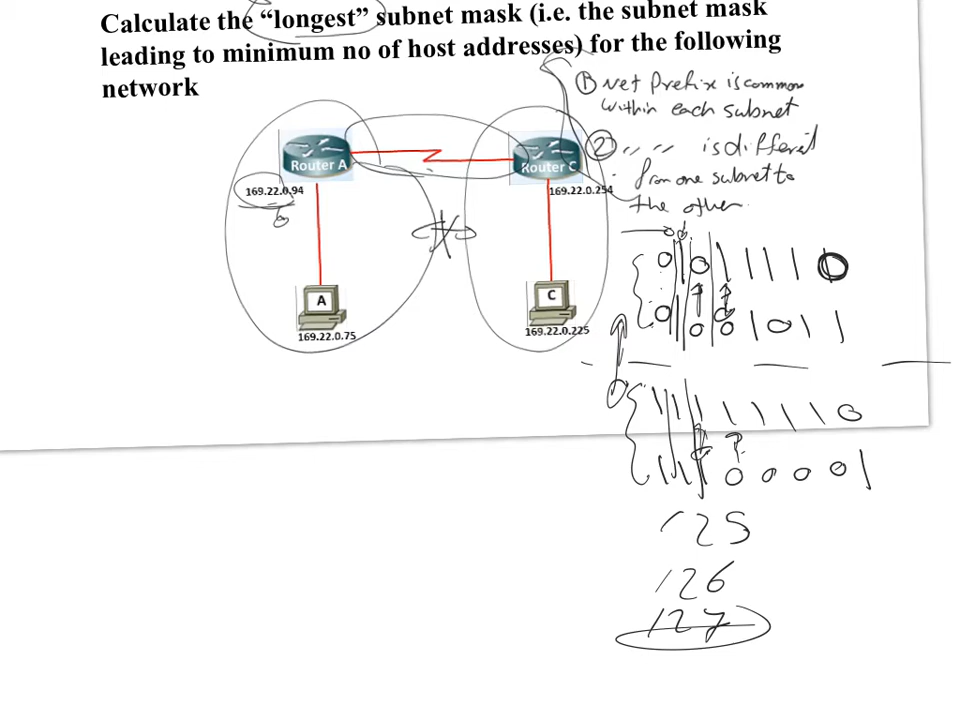 Calculate the “longest” subnet mask (i.e. the subnet mask
leading to minimum no of host addresses) for the following
network
① Net Prefix is common
within each subnet
② " " is different
from one subnet to
the other.
Router A
Router C
169.22.0.94
169.22.0.254
A
C
169.22.0.75
169.22.0.225
0 1 0 1 1 1 1 0
0 1 0 0 1 0 1 1
1 1 1 1 1 1 1 0
1 1 1 0 0 0 0 1
125
126
127